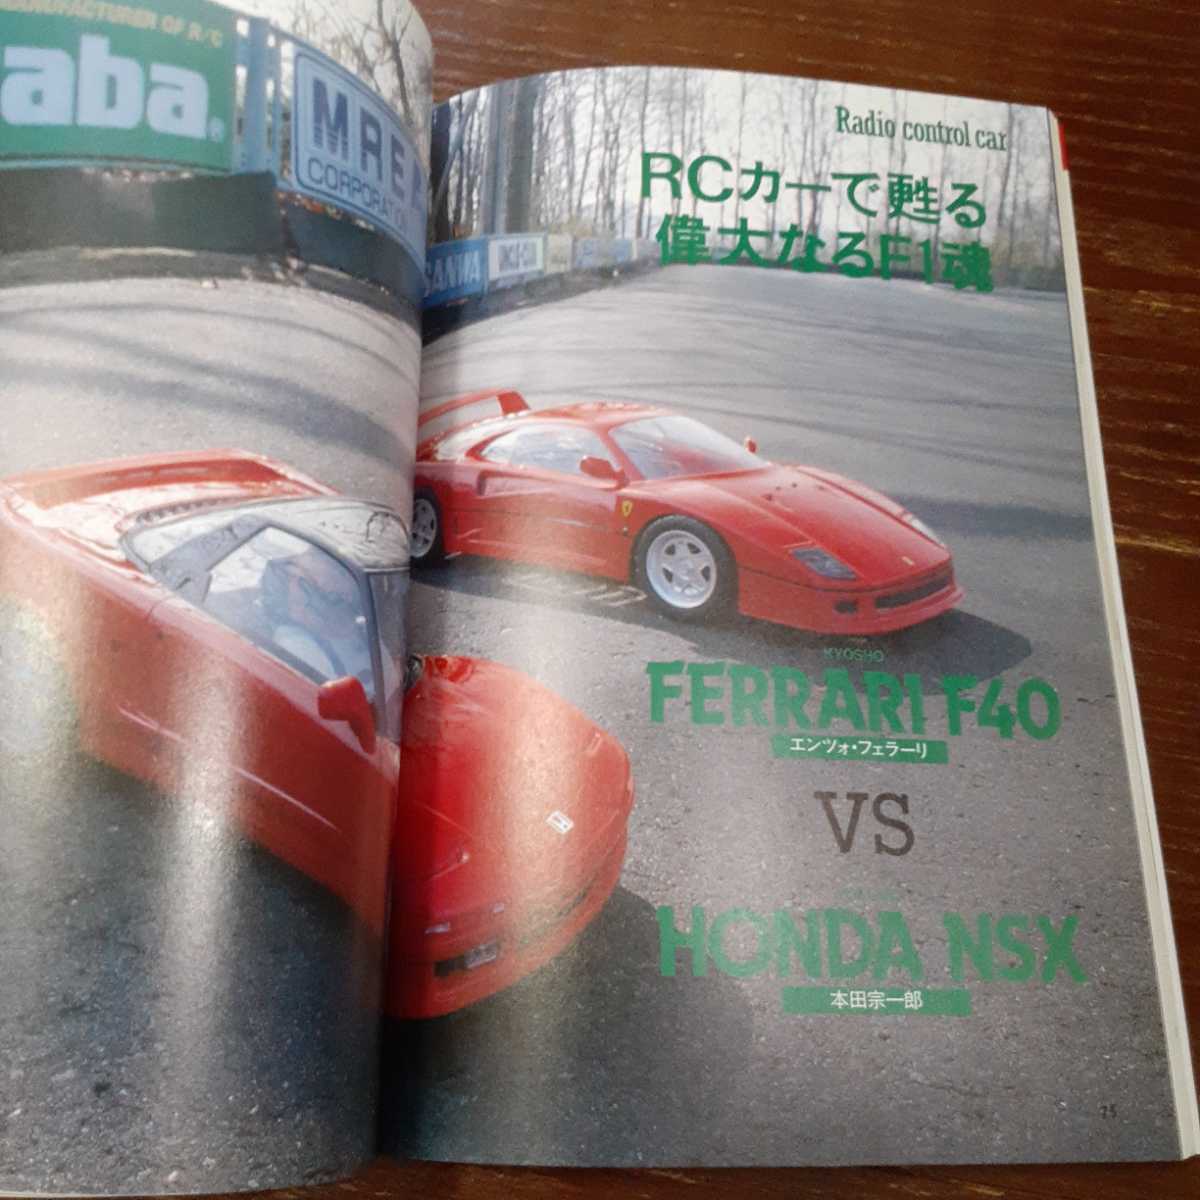 MANUFACTURER OF R/C
aba®
MRE
CORPORATION
SANWA
Radio control car
RCカーで甦る
偉大なるF1魂
KYOSHO
FERRARI F40
エンツォ・フェラーリ
VS
HONDA NSX
本田宗一郎
75